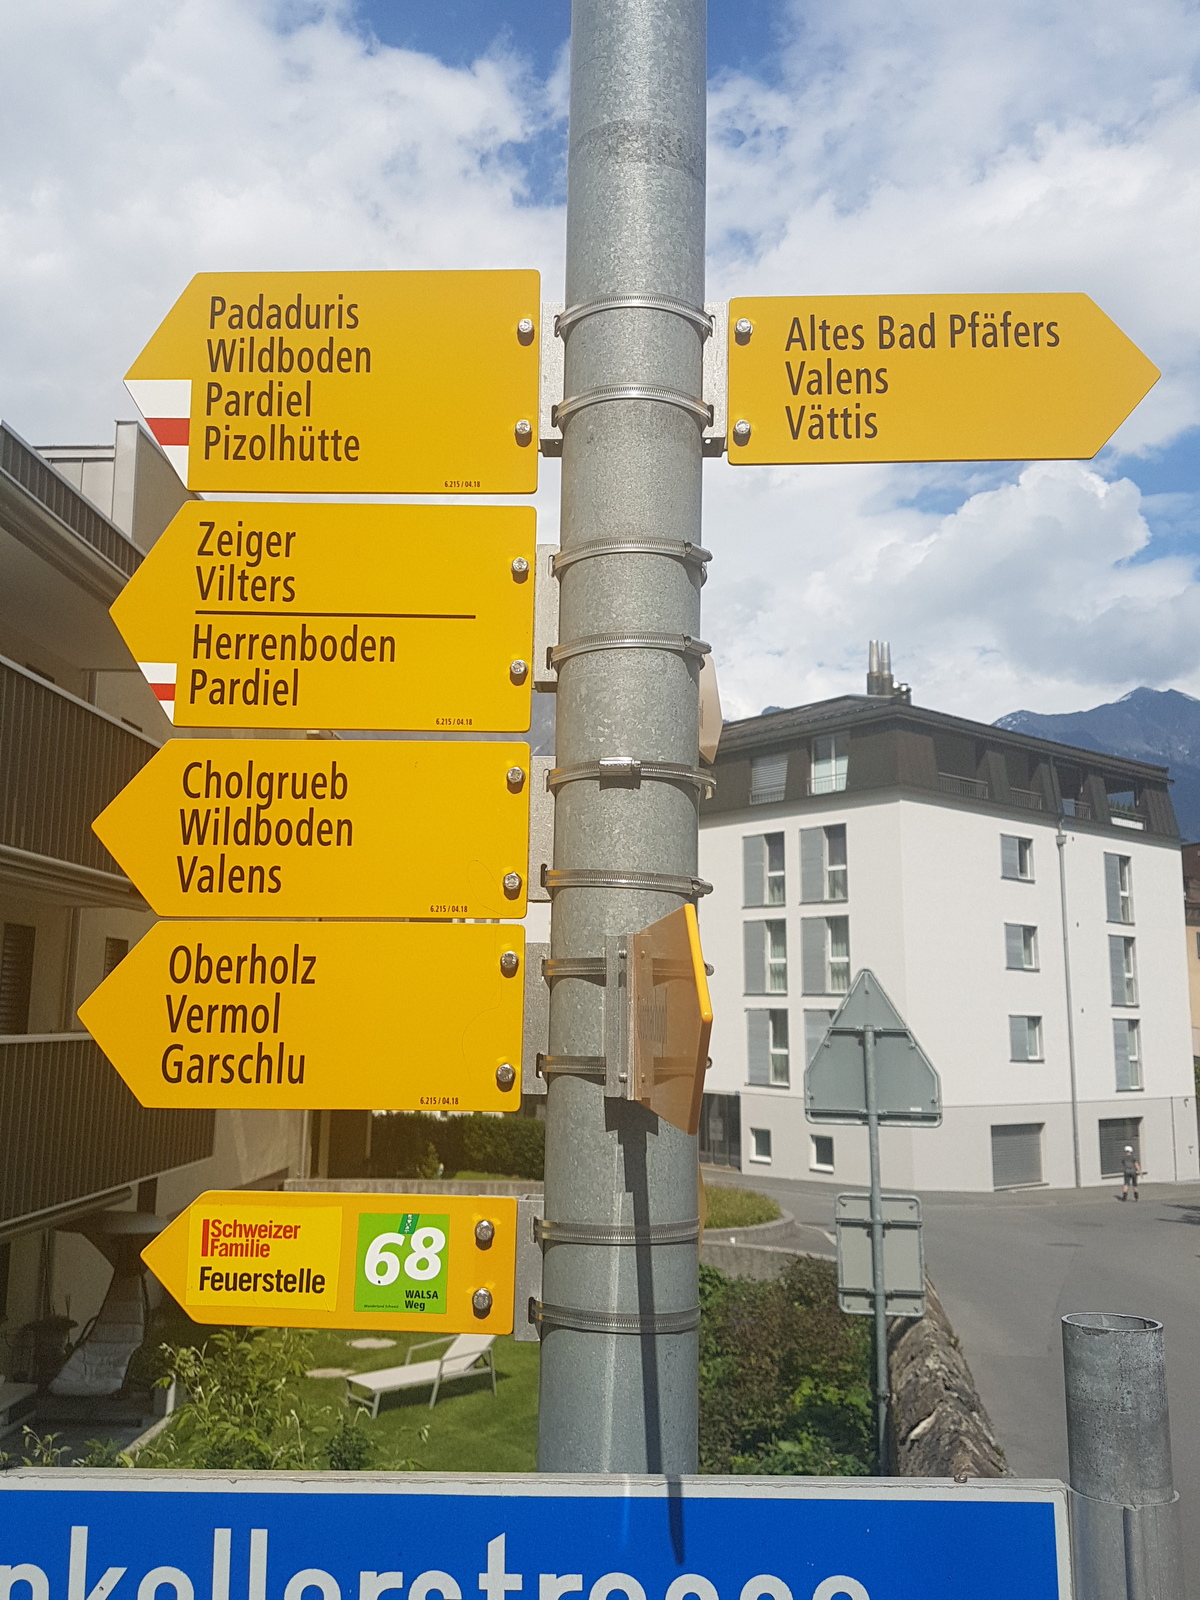 Padaduris
Wildboden
Pardiel
Pizolhütte
6.215 / 04.18
Altes Bad Pfäfers
Valens
Vättis
Zeiger
Vilters
Herrenboden
Pardiel
6.215 / 04.18
Cholgrueb
Wildboden
Valens
6.215 / 04.18
Oberholz
Vermol
Garschlu
6.215 / 04.18
Schweizer
Familie
Feuerstelle
68
WALSA
Weg